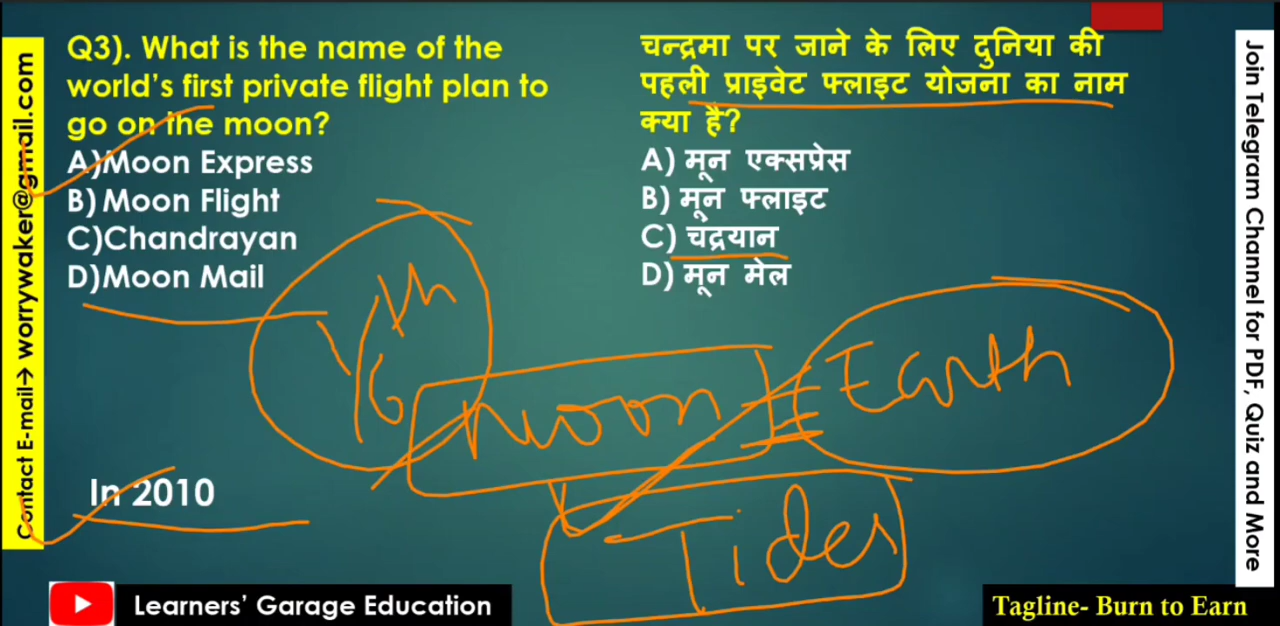 Contact E-mail→ worrywaker@gmail.com
Q3). What is the name of the
world's first private flight plan to
go on the moon?
A)Moon Express
B) Moon Flight
C)Chandrayan
D)Moon Mail
In 2010
चन्द्रमा पर जाने के लिए दुनिया की
पहली प्राइवेट फ्लाइट योजना का नाम
क्या है?
A) मून एक्सप्रेस
B) मून फ्लाइट
C) चंद्रयान
D) मून मेल
Moon
Earth
Tides
Join Telegram Channel for PDF, Quiz and More
Learners' Garage Education
Tagline- Burn to Earn